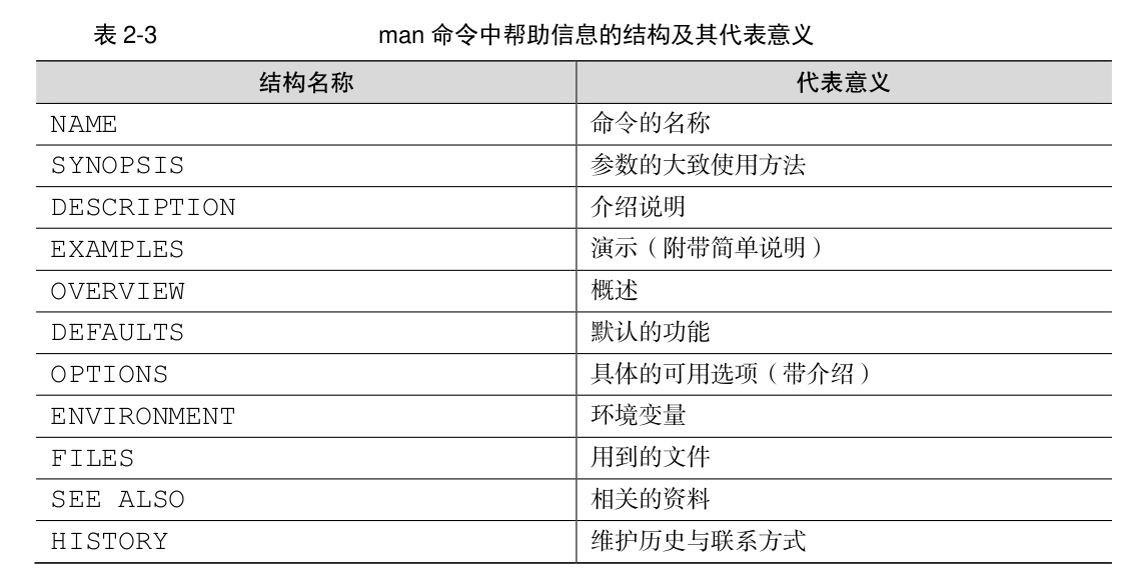 表 2-3 man 命令中帮助信息的结构及其代表意义
结构名称 代表意义
NAME 命令的名称
SYNOPSIS 参数的大致使用方法
DESCRIPTION 介绍说明
EXAMPLES 演示（附带简单说明）
OVERVIEW 概述
DEFAULTS 默认的功能
OPTIONS 具体的可用选项（带介绍）
ENVIRONMENT 环境变量
FILES 用到的文件
SEE ALSO 相关的资料
HISTORY 维护历史与联系方式